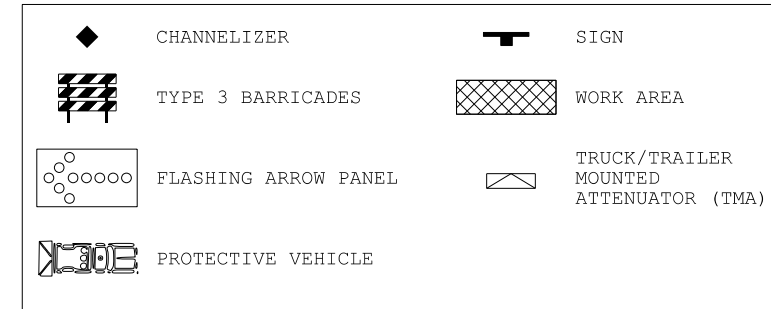 CHANNELIZER
SIGN
TYPE 3 BARRICADES
WORK AREA
FLASHING ARROW PANEL
TRUCK/TRAILER
MOUNTED
ATTENUATOR (TMA)
PROTECTIVE VEHICLE